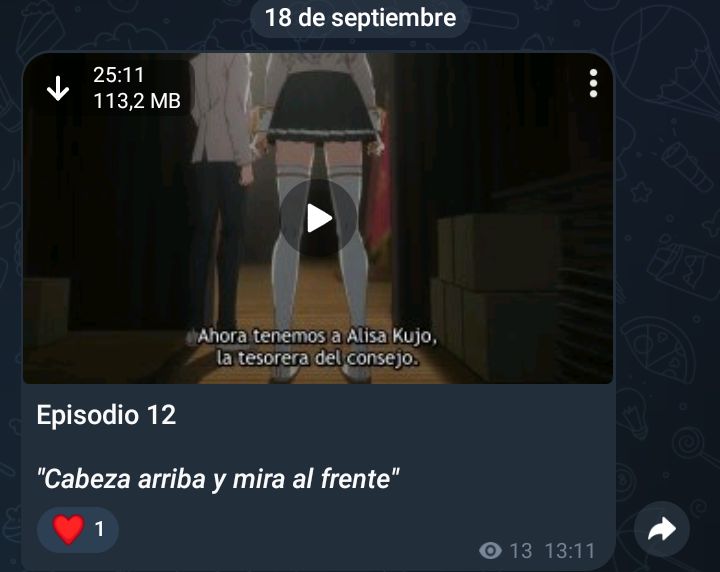 18 de septiembre
25:11
113,2 MB
Ahora tenemos a Alisa Kujo,
la tesorera del consejo.
Episodio 12
"Cabeza arriba y mira al frente"
1
13 13:11